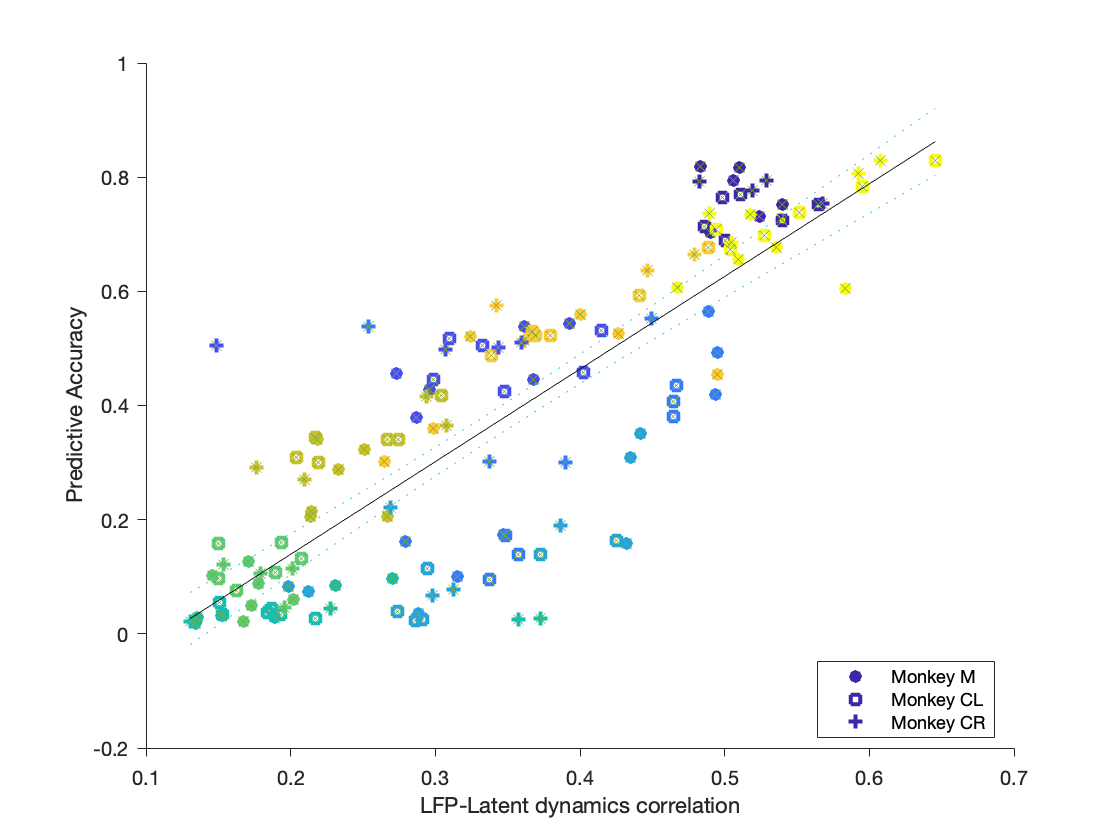 1
0.8
0.6
0.4
0.2
0
-0.2
Predictive Accuracy
Monkey M
Monkey CL
Monkey CR
0.1 0.2 0.3 0.4 0.5 0.6 0.7
LFP-Latent dynamics correlation